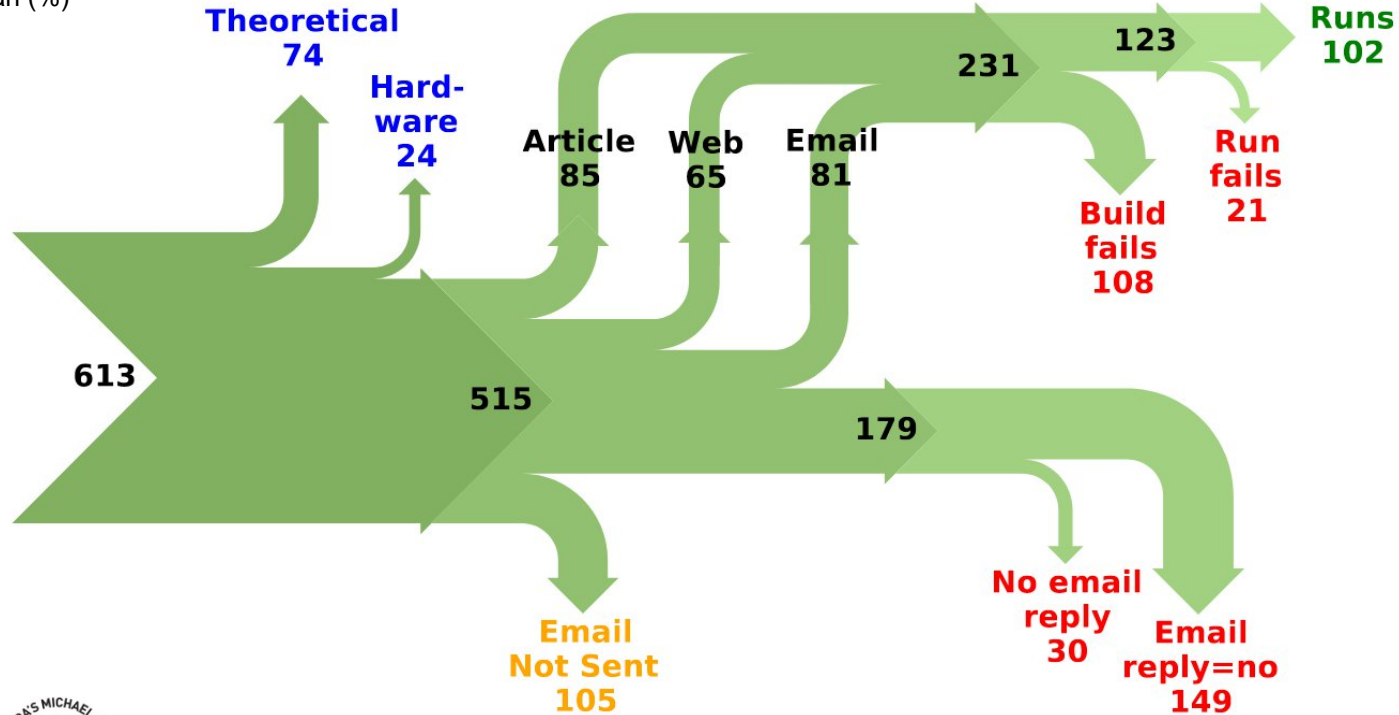 (%)
Theoretical
74
Hard-
ware
24
Article
85
Web
65
Email
81
231
123
Runs
102
Run
fails
21
Build
fails
108
613
515
179
Email
Not Sent
105
No email
reply
30
Email
reply=no
149